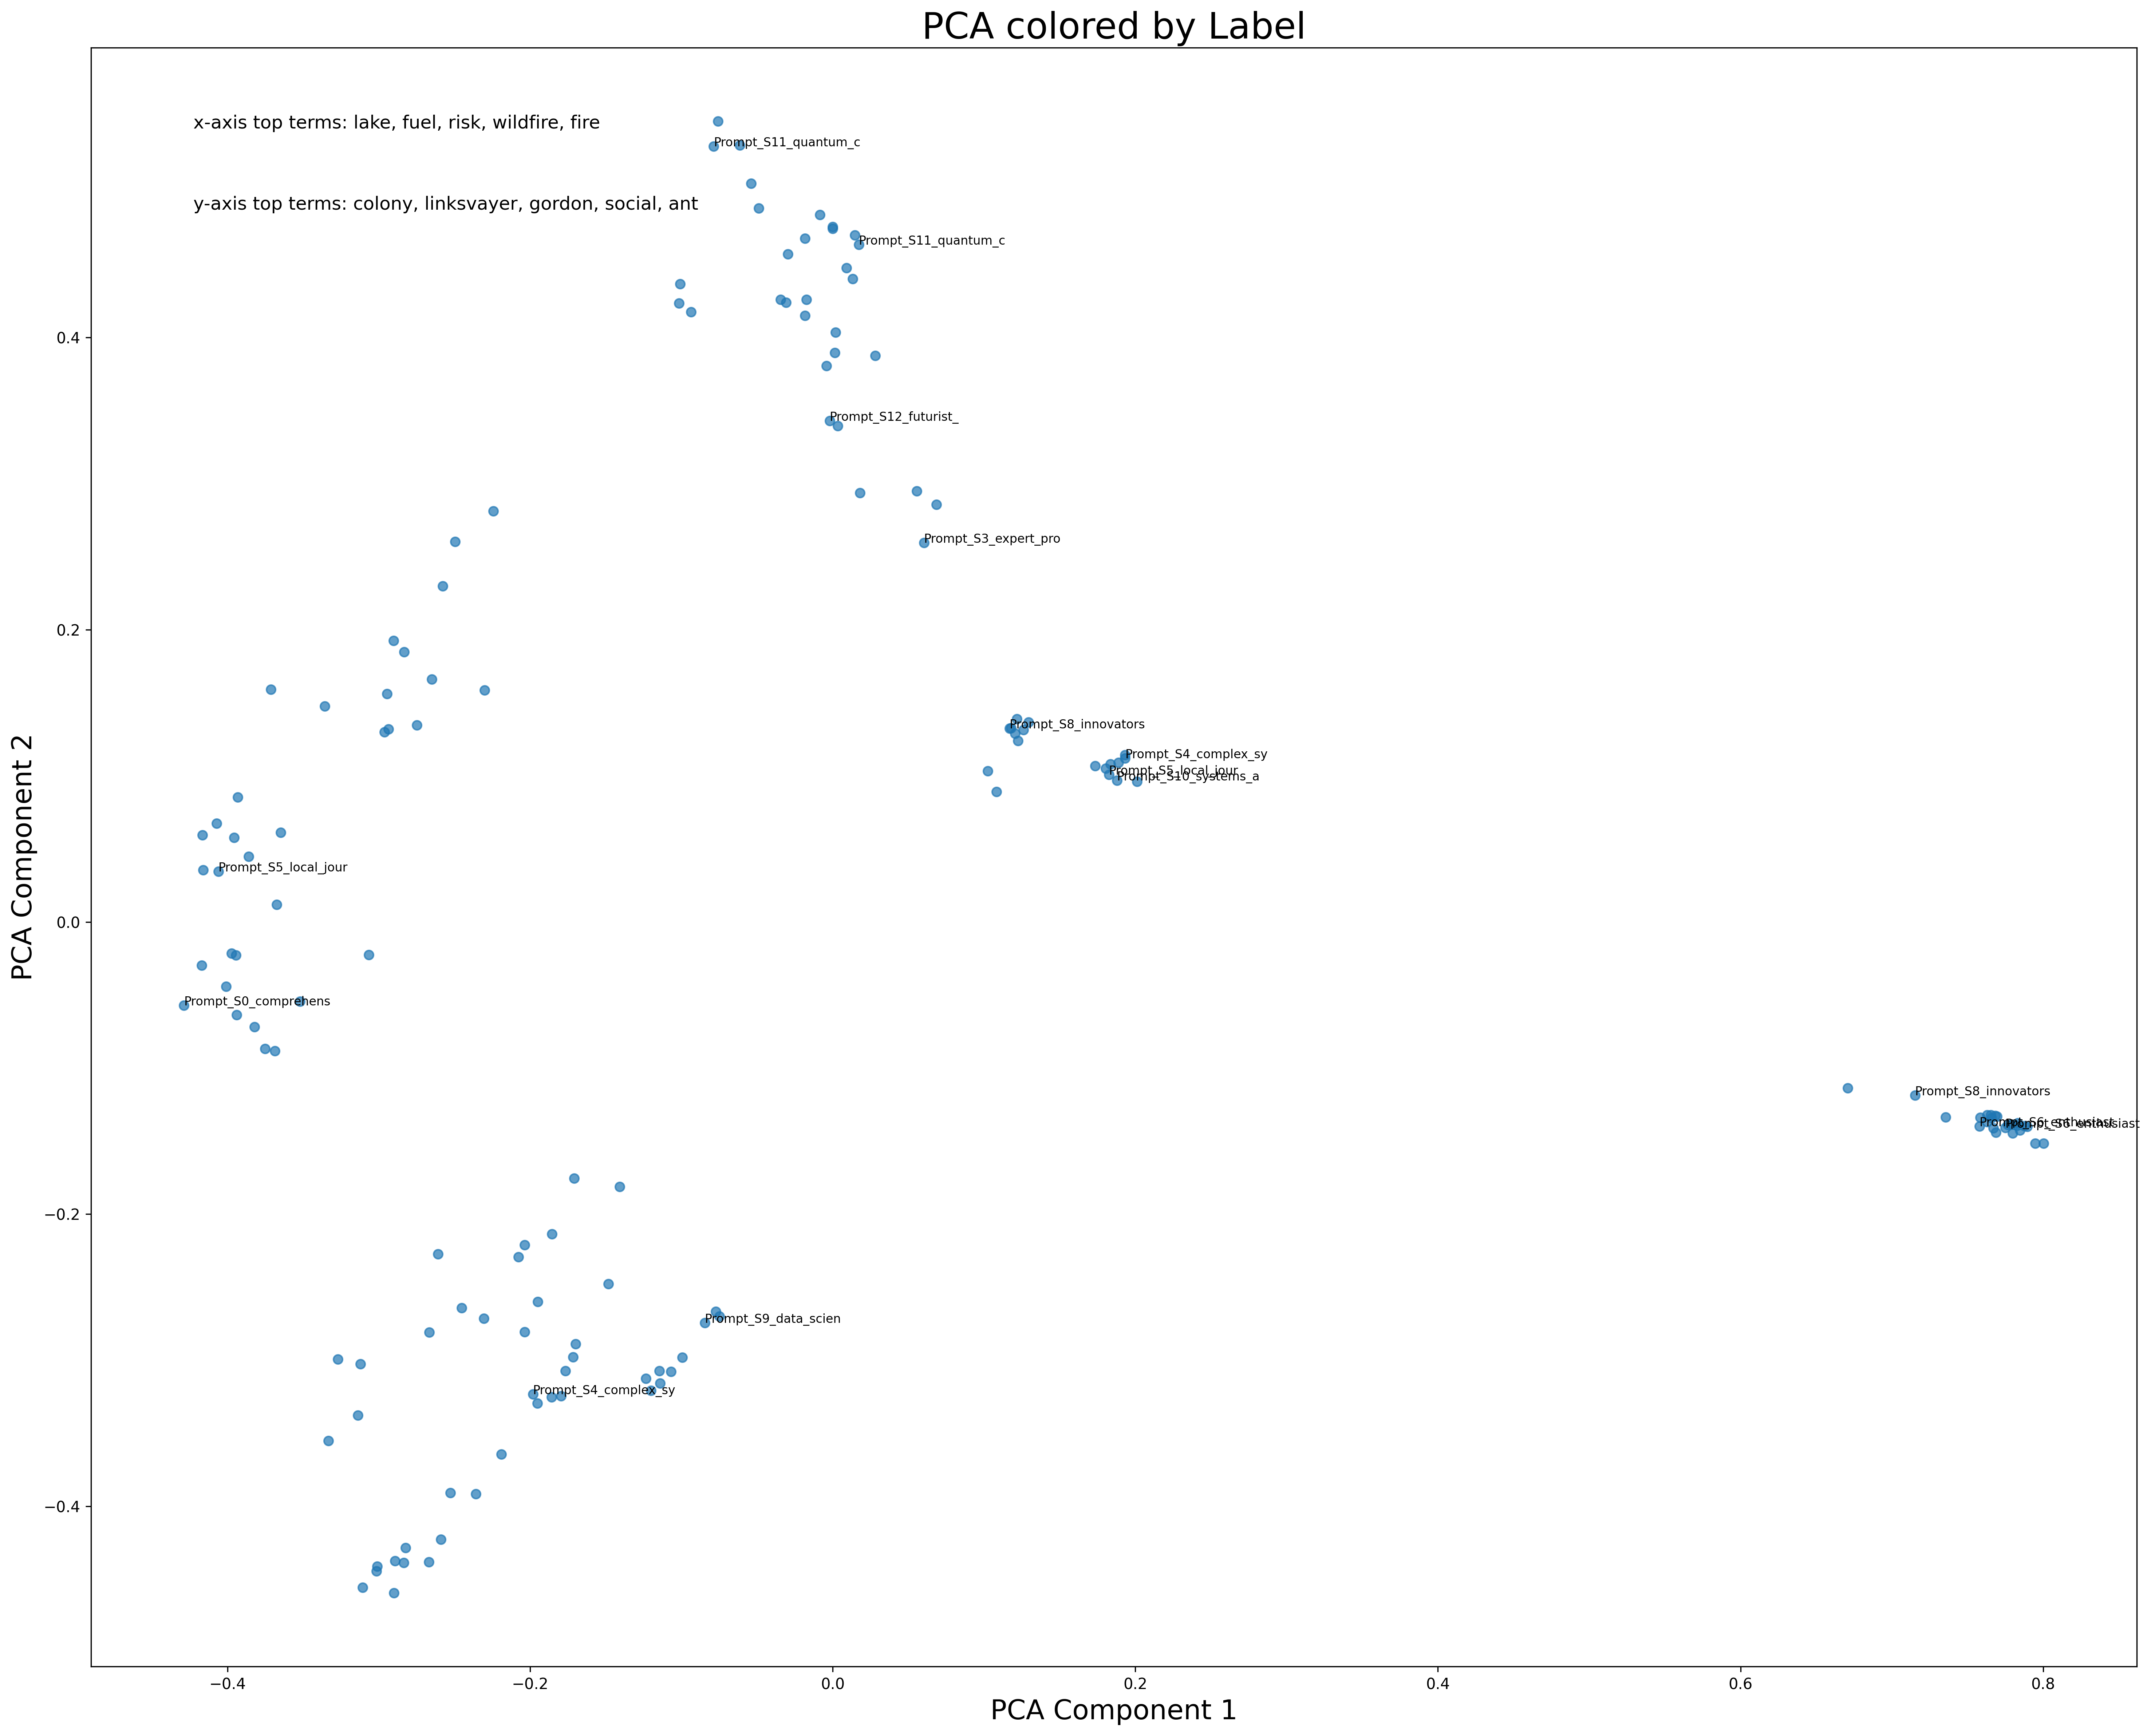 PCA colored by Label
x-axis top terms: lake, fuel, risk, wildfire, fire
Prompt_S11_quantum_c
y-axis top terms: colony, linksvayer, gordon, social, ant
Prompt_S11_quantum_c
0.4
Prompt_S12_futurist_
Prompt_S3_expert_pro
0.2
Prompt_S8_innovators
Prompt_S4_complex_sy
Prompt_S5_local_jour
Prompt_S10_systems_a
PCA Component 2
Prompt_S5_local_jour
0.0
Prompt_S0_comprehens
Prompt_S8_innovators
Prompt_S6_enthusiast
Prompt_S6_enthusiast
−0.2
Prompt_S9_data_scien
Prompt_S4_complex_sy
−0.4
−0.4 −0.2 0.0 0.2 0.4 0.6 0.8
PCA Component 1